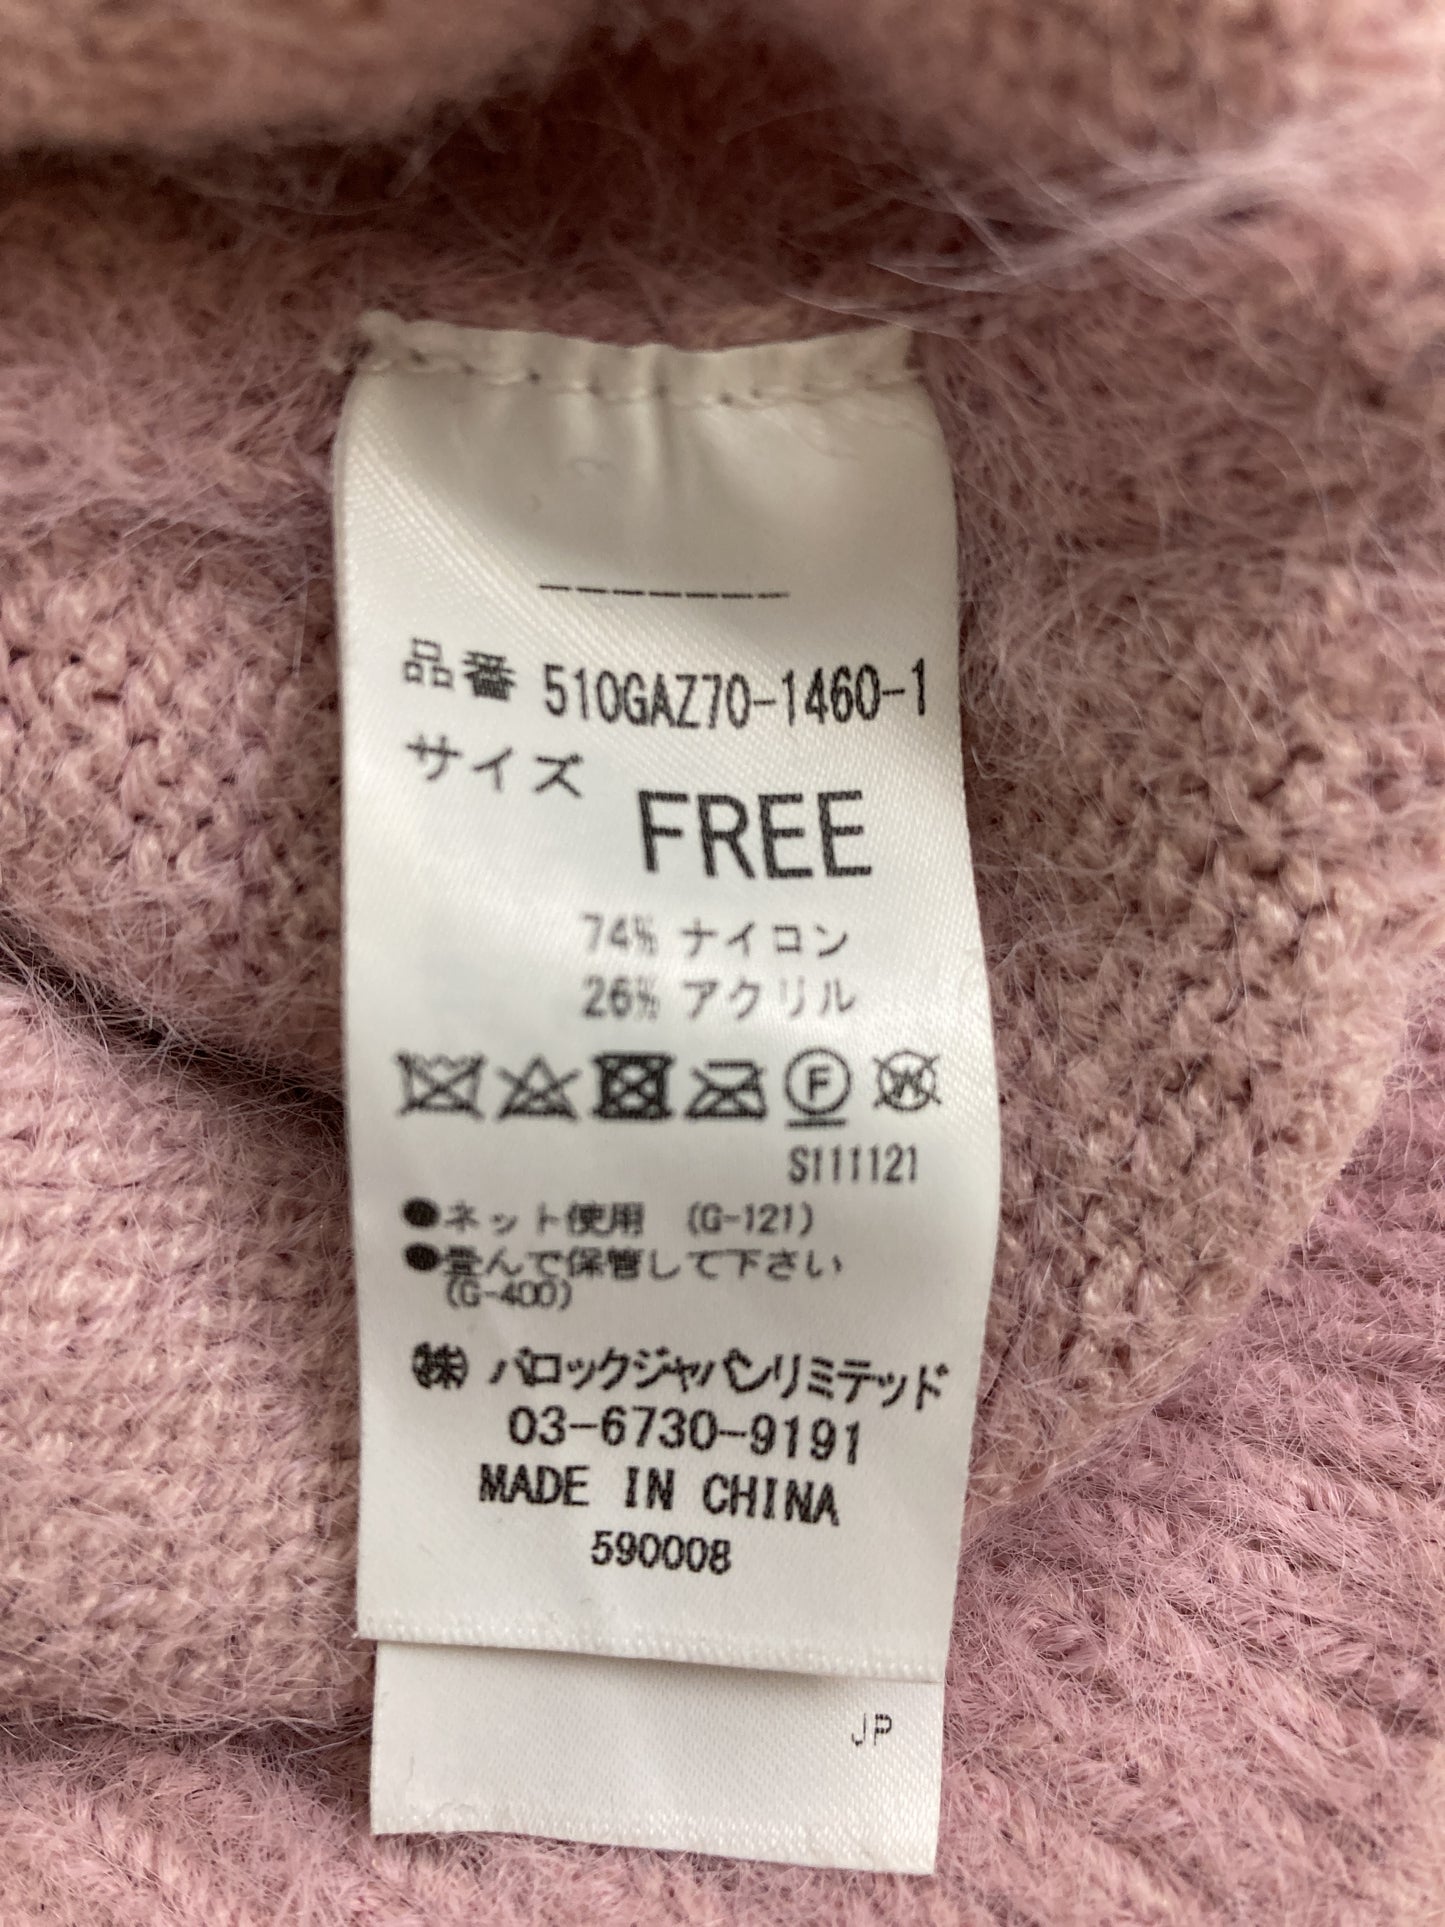 品番 510GAZ70-1460-1
サイズ
FREE
74% ナイロン
26% アクリル
F W
S111121
●ネット使用 (G-121)
●畳んで保管して下さい
(G-400)
㈱ バロックジャパンリミテッド
03-6730-9191
MADE IN CHINA
590008
JP